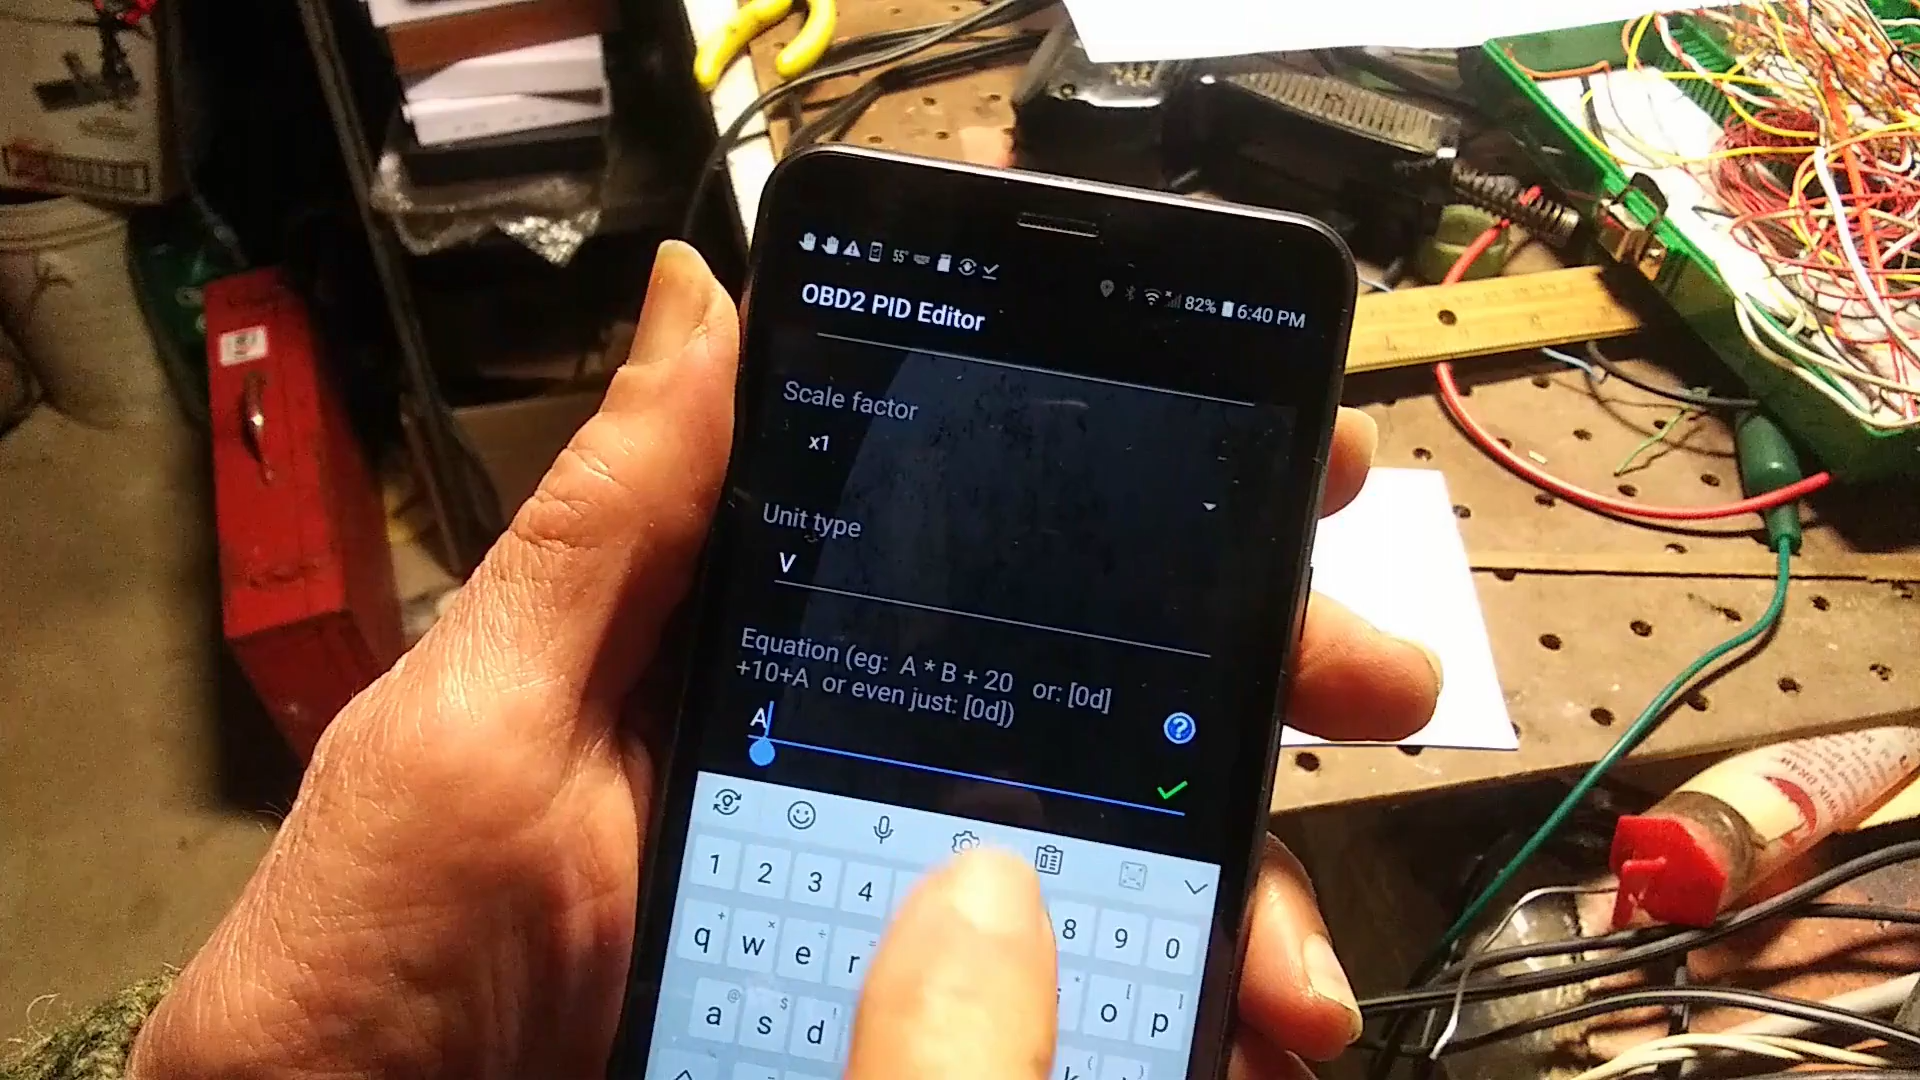 55°
82% 6:40 PM
OBD2 PID Editor
Scale factor
x1
Unit type
V
Equation (eg: A * B + 20 or: [0d]
+10+A or even just: [0d])
A
?
1 2 3 4 8 9 0
q w e r o p
a s d k